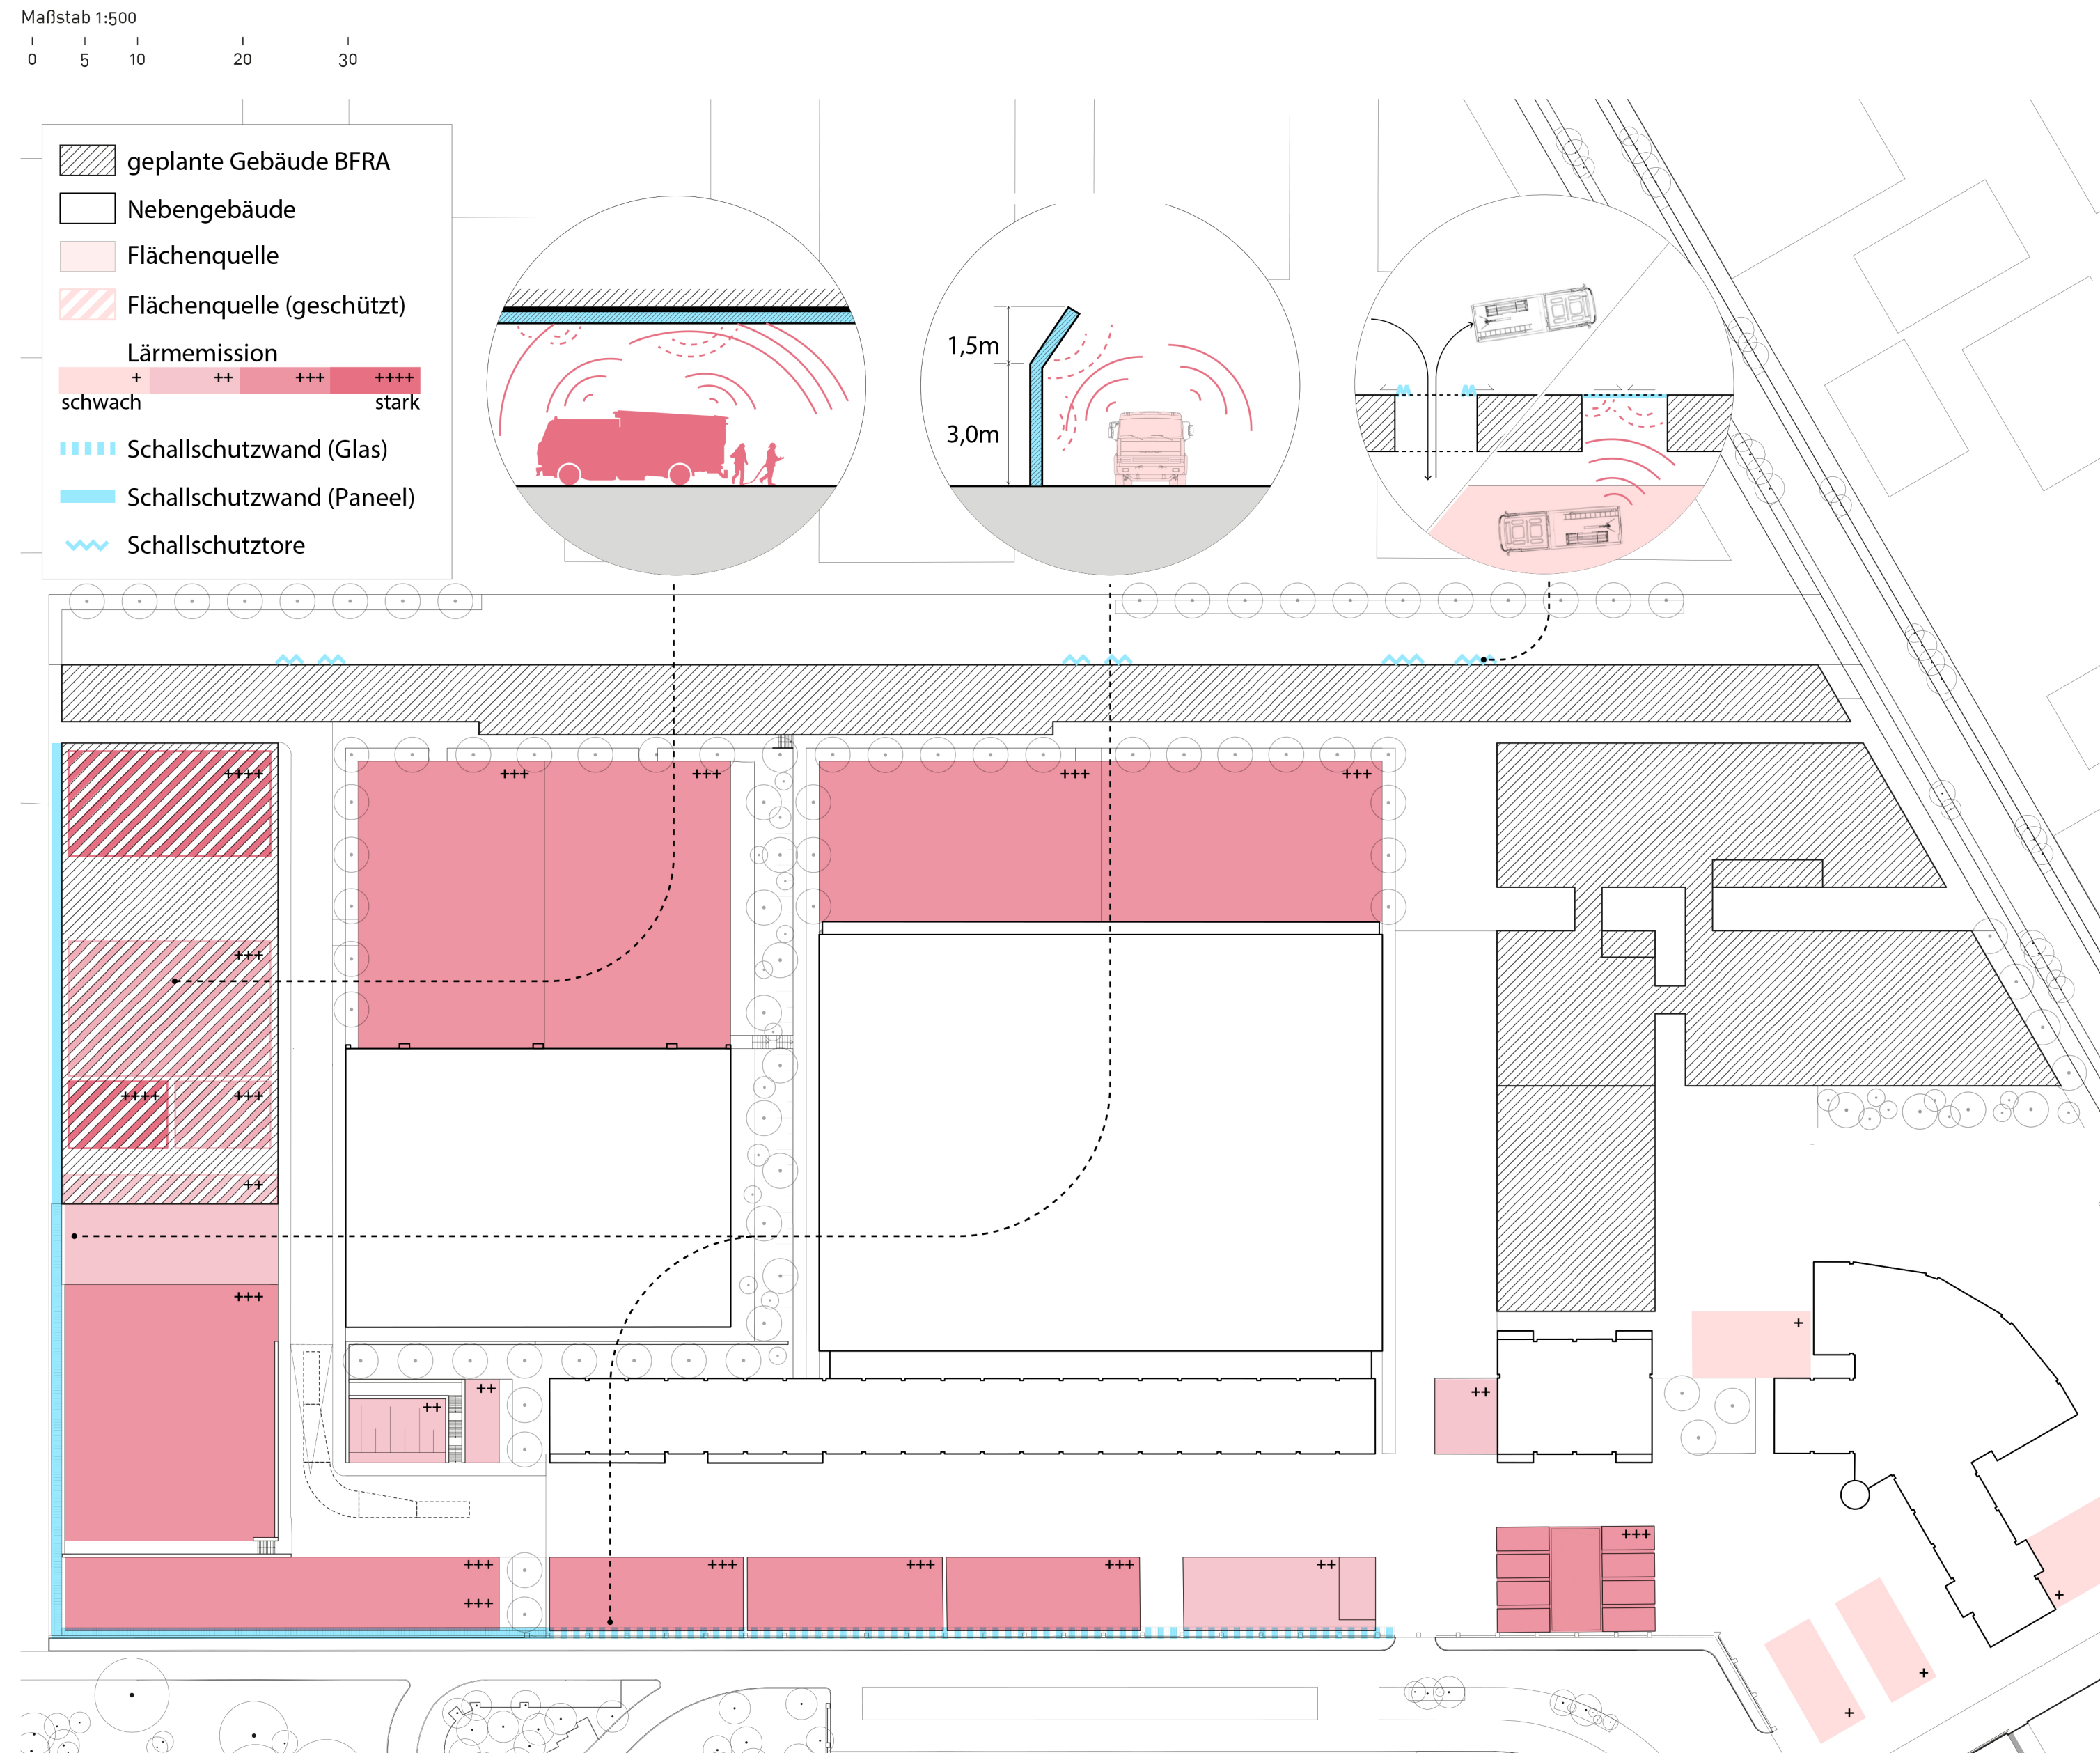 Maßstab 1:500
0 5 10 20 30
geplante Gebäude BFRA
Nebengebäude
Flächenquelle
Flächenquelle (geschützt)
Lärmemission
+ ++ +++ ++++
schwach stark
Schallschutzwand (Glas)
Schallschutzwand (Paneel)
Schallschutztore
1,5m
3,0m
++++ +++ +++ +++ +++
+++
++++ +++
++
+++
+
++ ++
++
+++
+++ +++ +++ +++ ++
+
+++
+
+